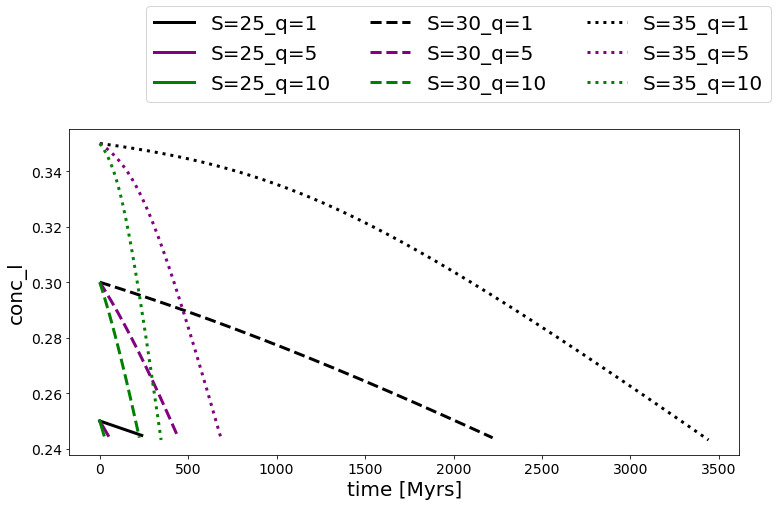 S=25_q=1 S=30_q=1 S=35_q=1
S=25_q=5 S=30_q=5 S=35_q=5
S=25_q=10 S=30_q=10 S=35_q=10
conc_l
0.34
0.32
0.30
0.28
0.26
0.24
0 500 1000 1500 2000 2500 3000 3500
time [Myrs]